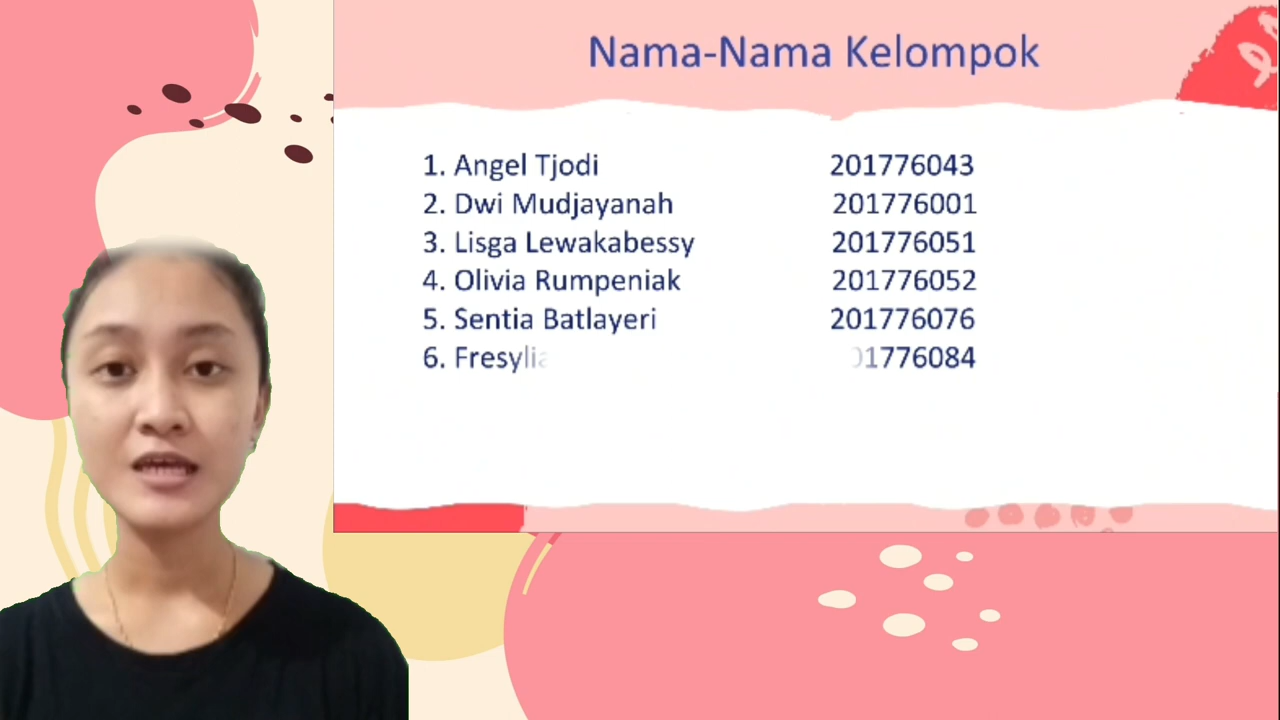 Nama-Nama Kelompok
1. Angel Tjodi 201776043
2. Dwi Mudjayanah 201776001
3. Lisga Lewakabessy 201776051
4. Olivia Rumpeniak 201776052
5. Sentia Batlayeri 201776076
6. Fresylia 01776084